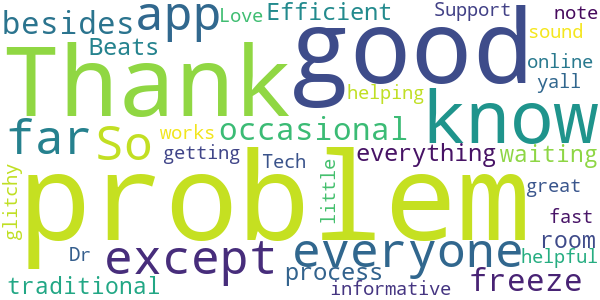 besides app Love Efficient Support note
Beats sound
Thank good online
yall
helping know
far So works occasional
getting Tech everything waiting
glitchy problem little great
fast
Dr except everyone room
helpful
process freeze
traditional informative